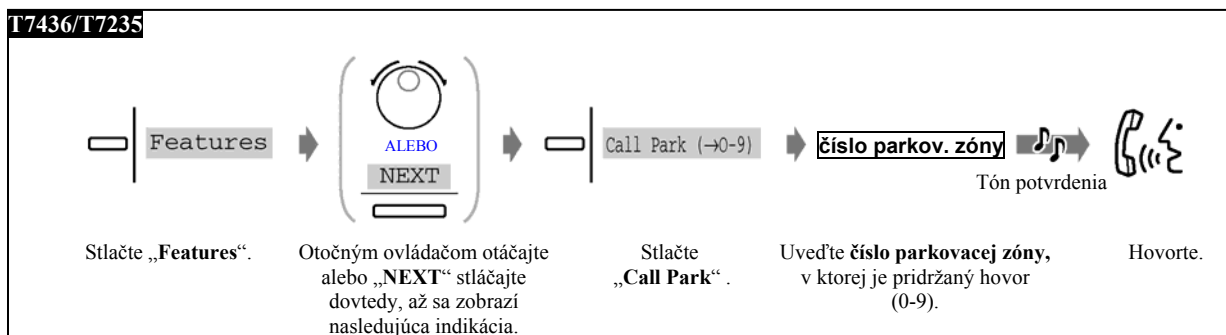 T7436/T7235
Features
ALEBO
NEXT
Call Park (→0-9)
číslo parkov. zóny
Tón potvrdenia
Stlačte „Features“.
Otočným ovládačom otáčajte
alebo „NEXT“ stláčajte
dovtedy, až sa zobrazí
nasledujúca indikácia.
Stlačte
„Call Park“ .
Uveďte číslo parkovacej zóny,
v ktorej je pridržaný hovor
(0-9).
Hovorte.